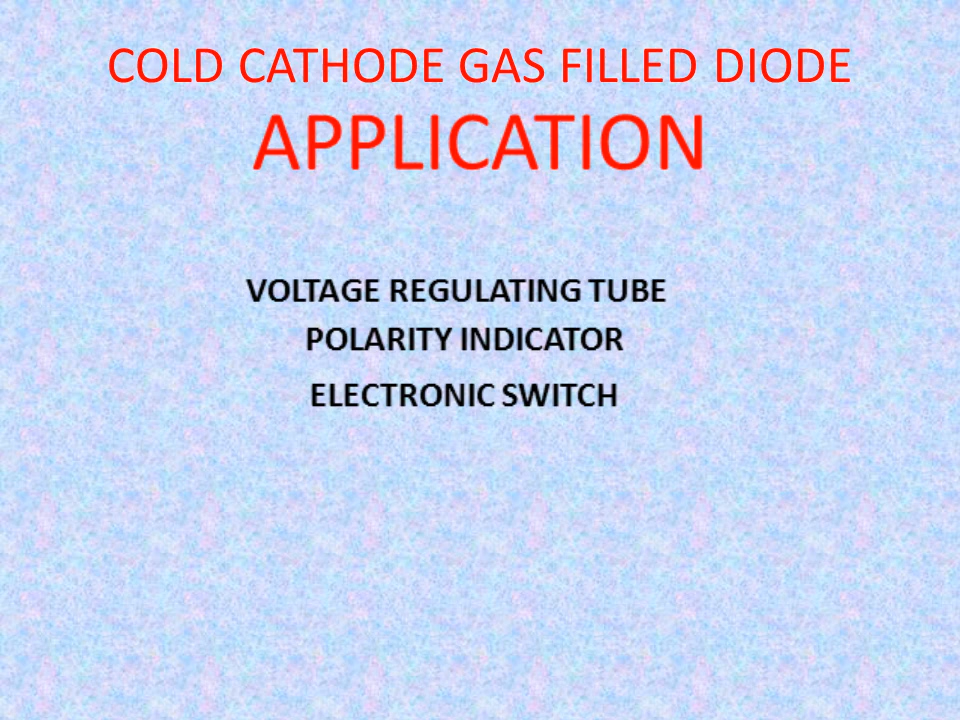 COLD CATHODE GAS FILLED DIODE
APPLICATION
VOLTAGE REGULATING TUBE
POLARITY INDICATOR
ELECTRONIC SWITCH